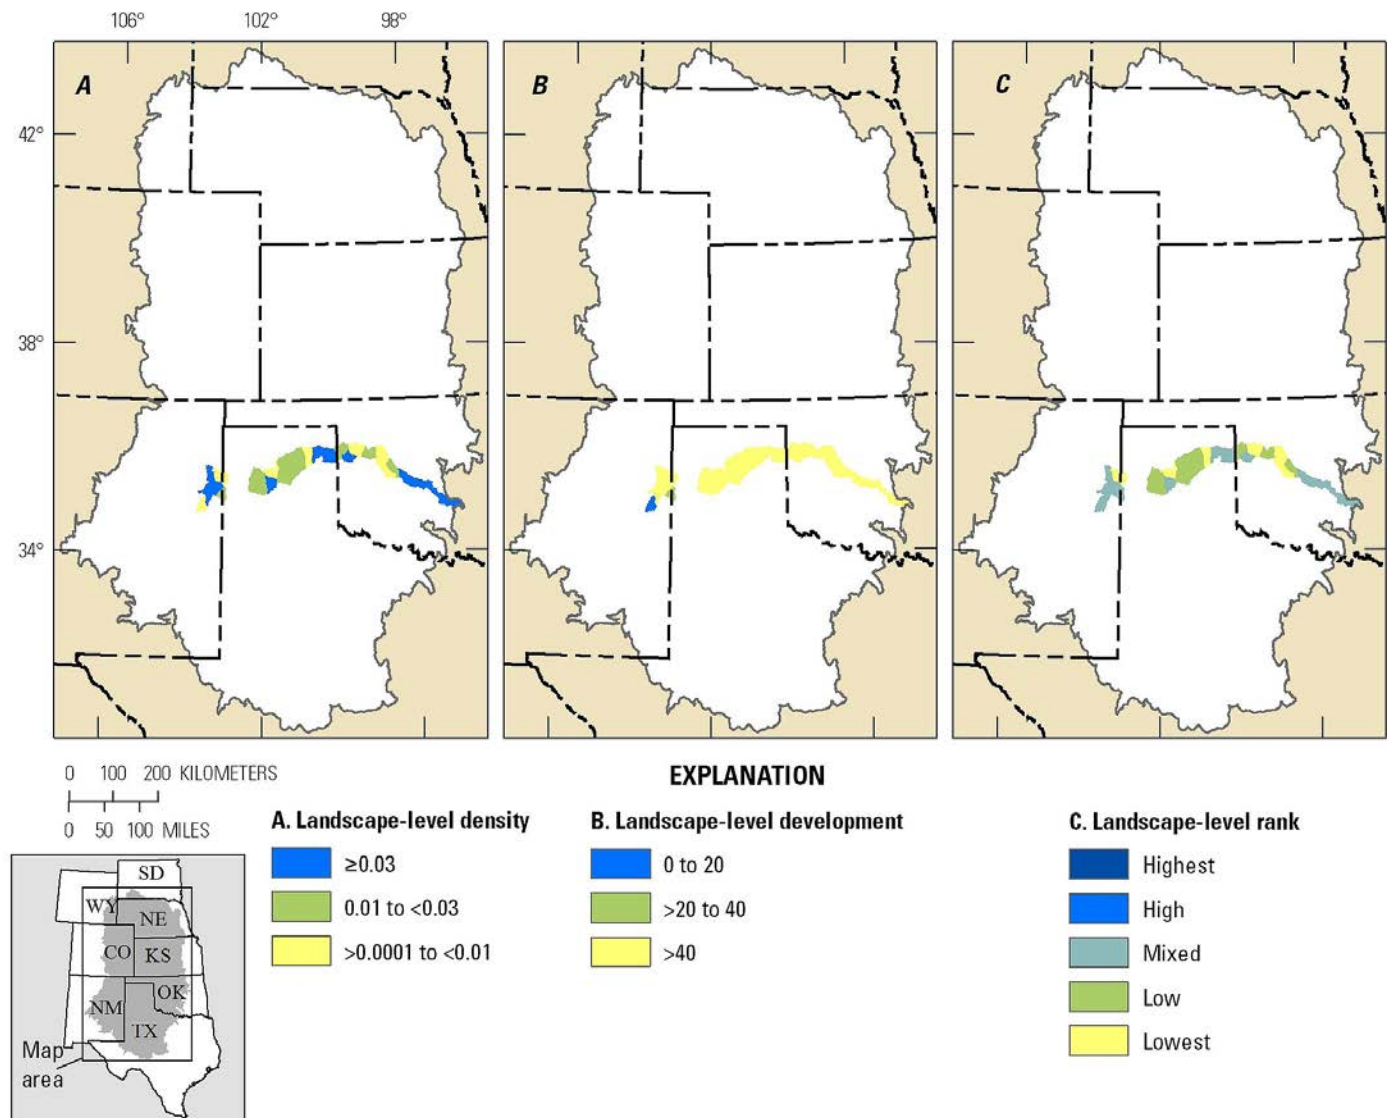 106° 102° 98°
A B C
42°
38°
34°
0 100 200 KILOMETERS
0 50 100 MILES
EXPLANATION
A. Landscape-level density
≥0.03
0.01 to <0.03
>0.0001 to <0.01
B. Landscape-level development
0 to 20
>20 to 40
>40
C. Landscape-level rank
Highest
High
Mixed
Low
Lowest
SD
WY
NE
CO KS
OK
NM
TX
Map
area